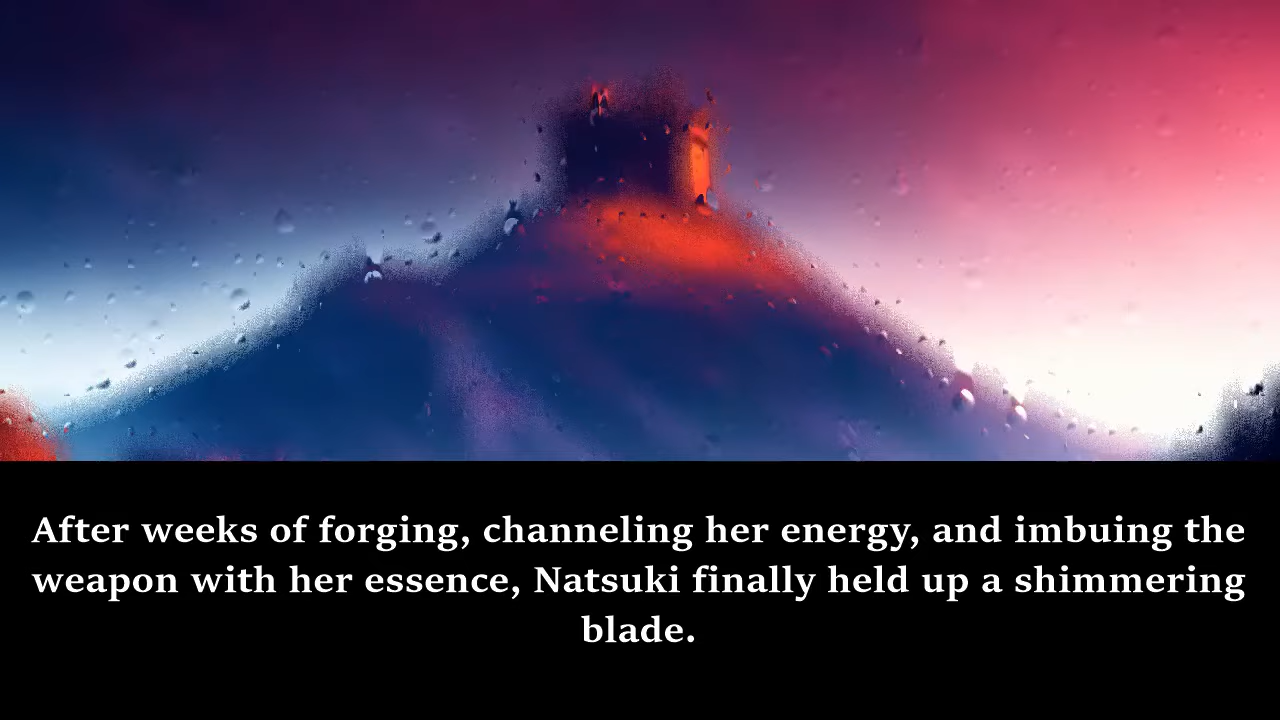 After weeks of forging, channeling her energy, and imbuing the
weapon with her essence, Natsuki finally held up a shimmering
blade.